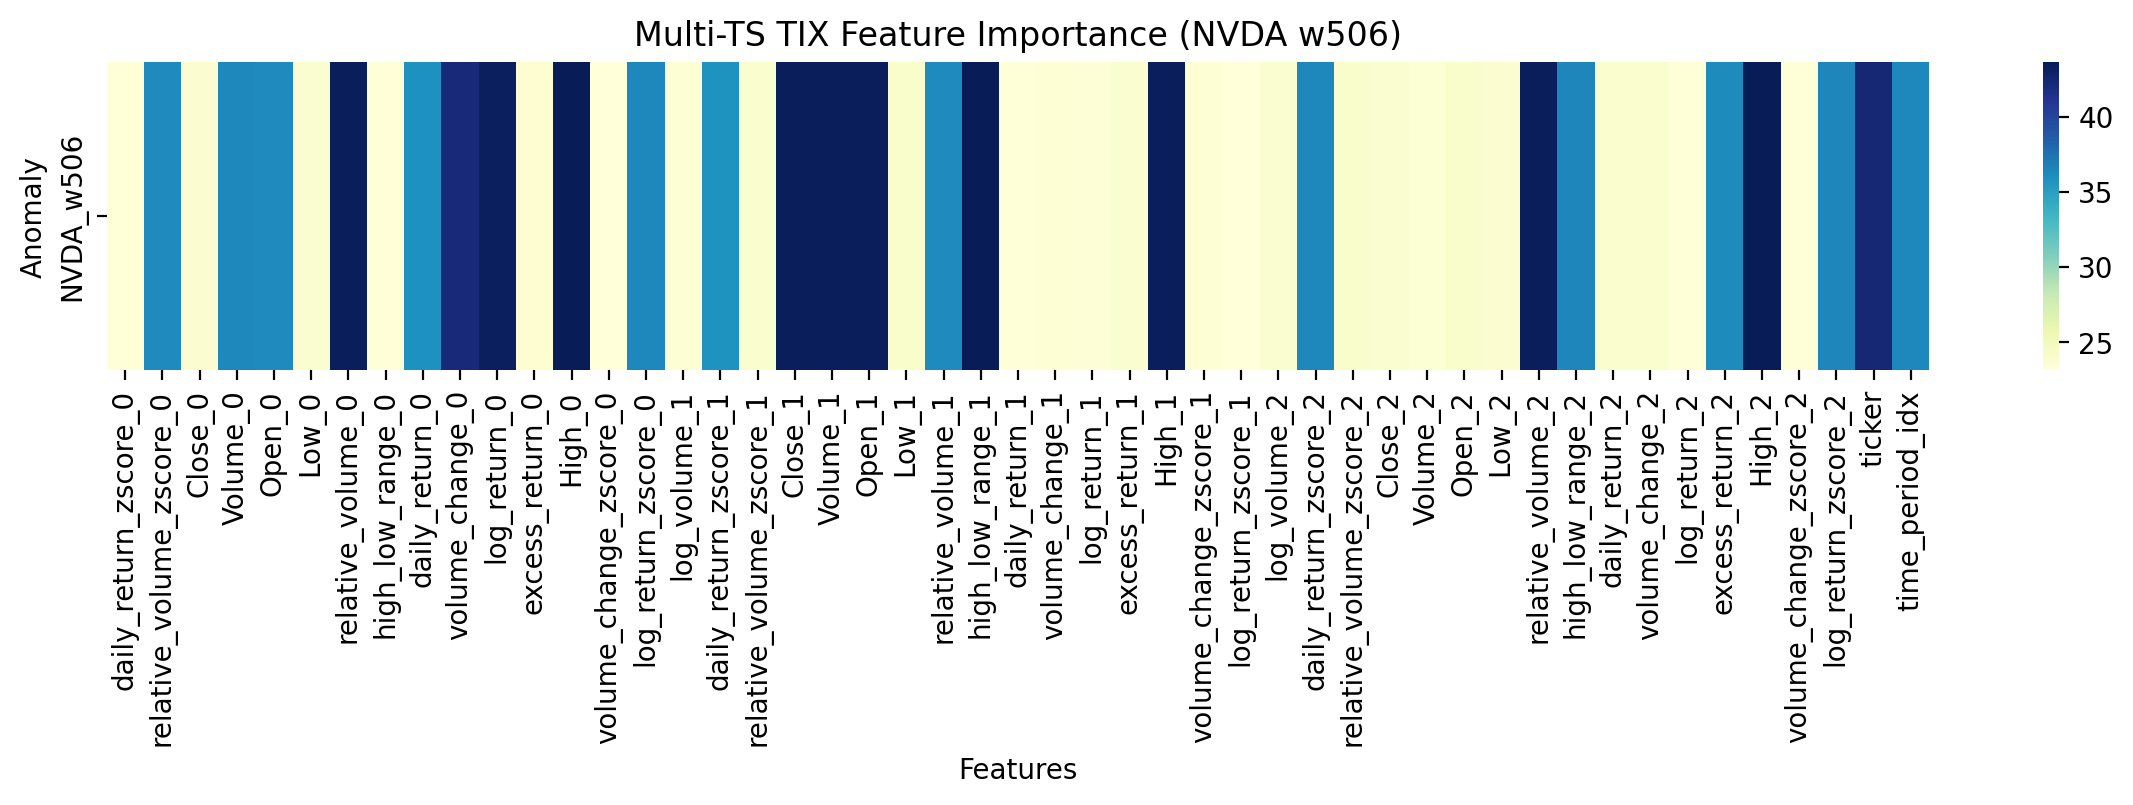 Multi-TS TIX Feature Importance (NVDA w506)
Anomaly
NVDA_w506
40
35
30
25
daily_return_zscore_0
relative_volume_zscore_0
Close_0
Volume_0
Open_0
Low_0
relative_volume_0
high_low_range_0
daily_return_0
volume_change_0
log_return_0
excess_return_0
High_0
volume_change_zscore_0
log_return_zscore_0
log_volume_1
daily_return_zscore_1
relative_volume_zscore_1
Close_1
Volume_1
Open_1
Low_1
relative_volume_1
high_low_range_1
daily_return_1
volume_change_1
log_return_1
excess_return_1
High_1
volume_change_zscore_1
log_return_zscore_1
log_volume_2
daily_return_zscore_2
relative_volume_zscore_2
Close_2
Volume_2
Open_2
Low_2
relative_volume_2
high_low_range_2
daily_return_2
volume_change_2
log_return_2
excess_return_2
High_2
volume_change_zscore_2
log_return_zscore_2
ticker
time_period_idx
Features